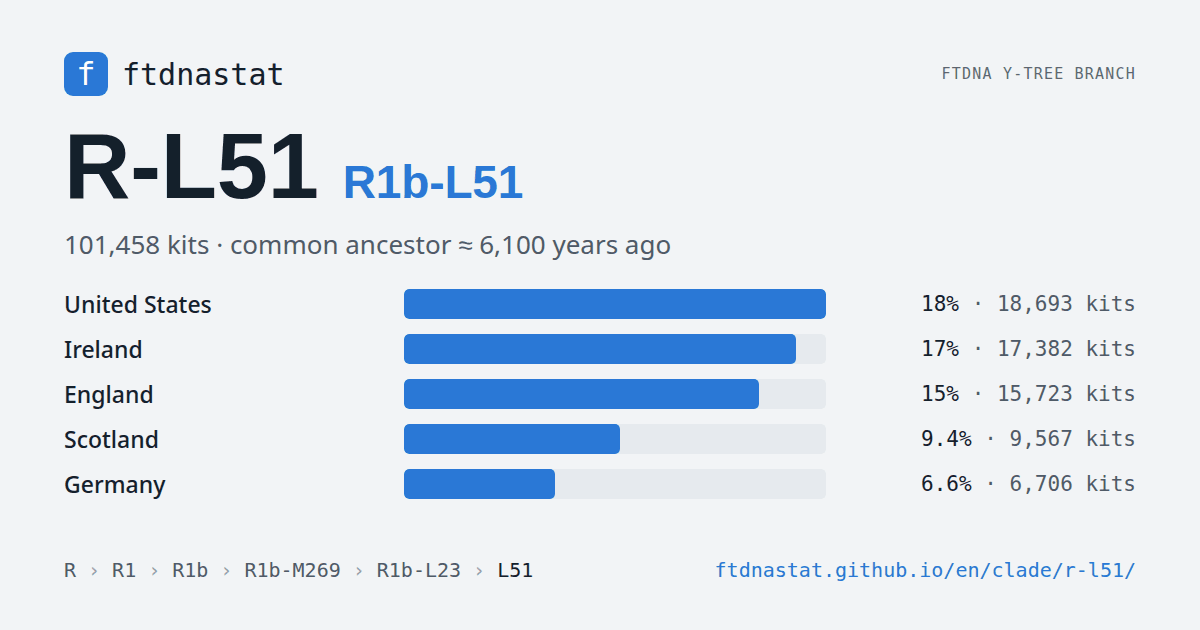 f ftdnastat FTDNA Y-TREE BRANCH
R-L51 R1b-L51
101,458 kits · common ancestor ≈ 6,100 years ago
United States 18% · 18,693 kits
Ireland 17% · 17,382 kits
England 15% · 15,723 kits
Scotland 9.4% · 9,567 kits
Germany 6.6% · 6,706 kits
R › R1 › R1b › R1b-M269 › R1b-L23 › L51 ftdnastat.github.io/en/clade/r-l51/